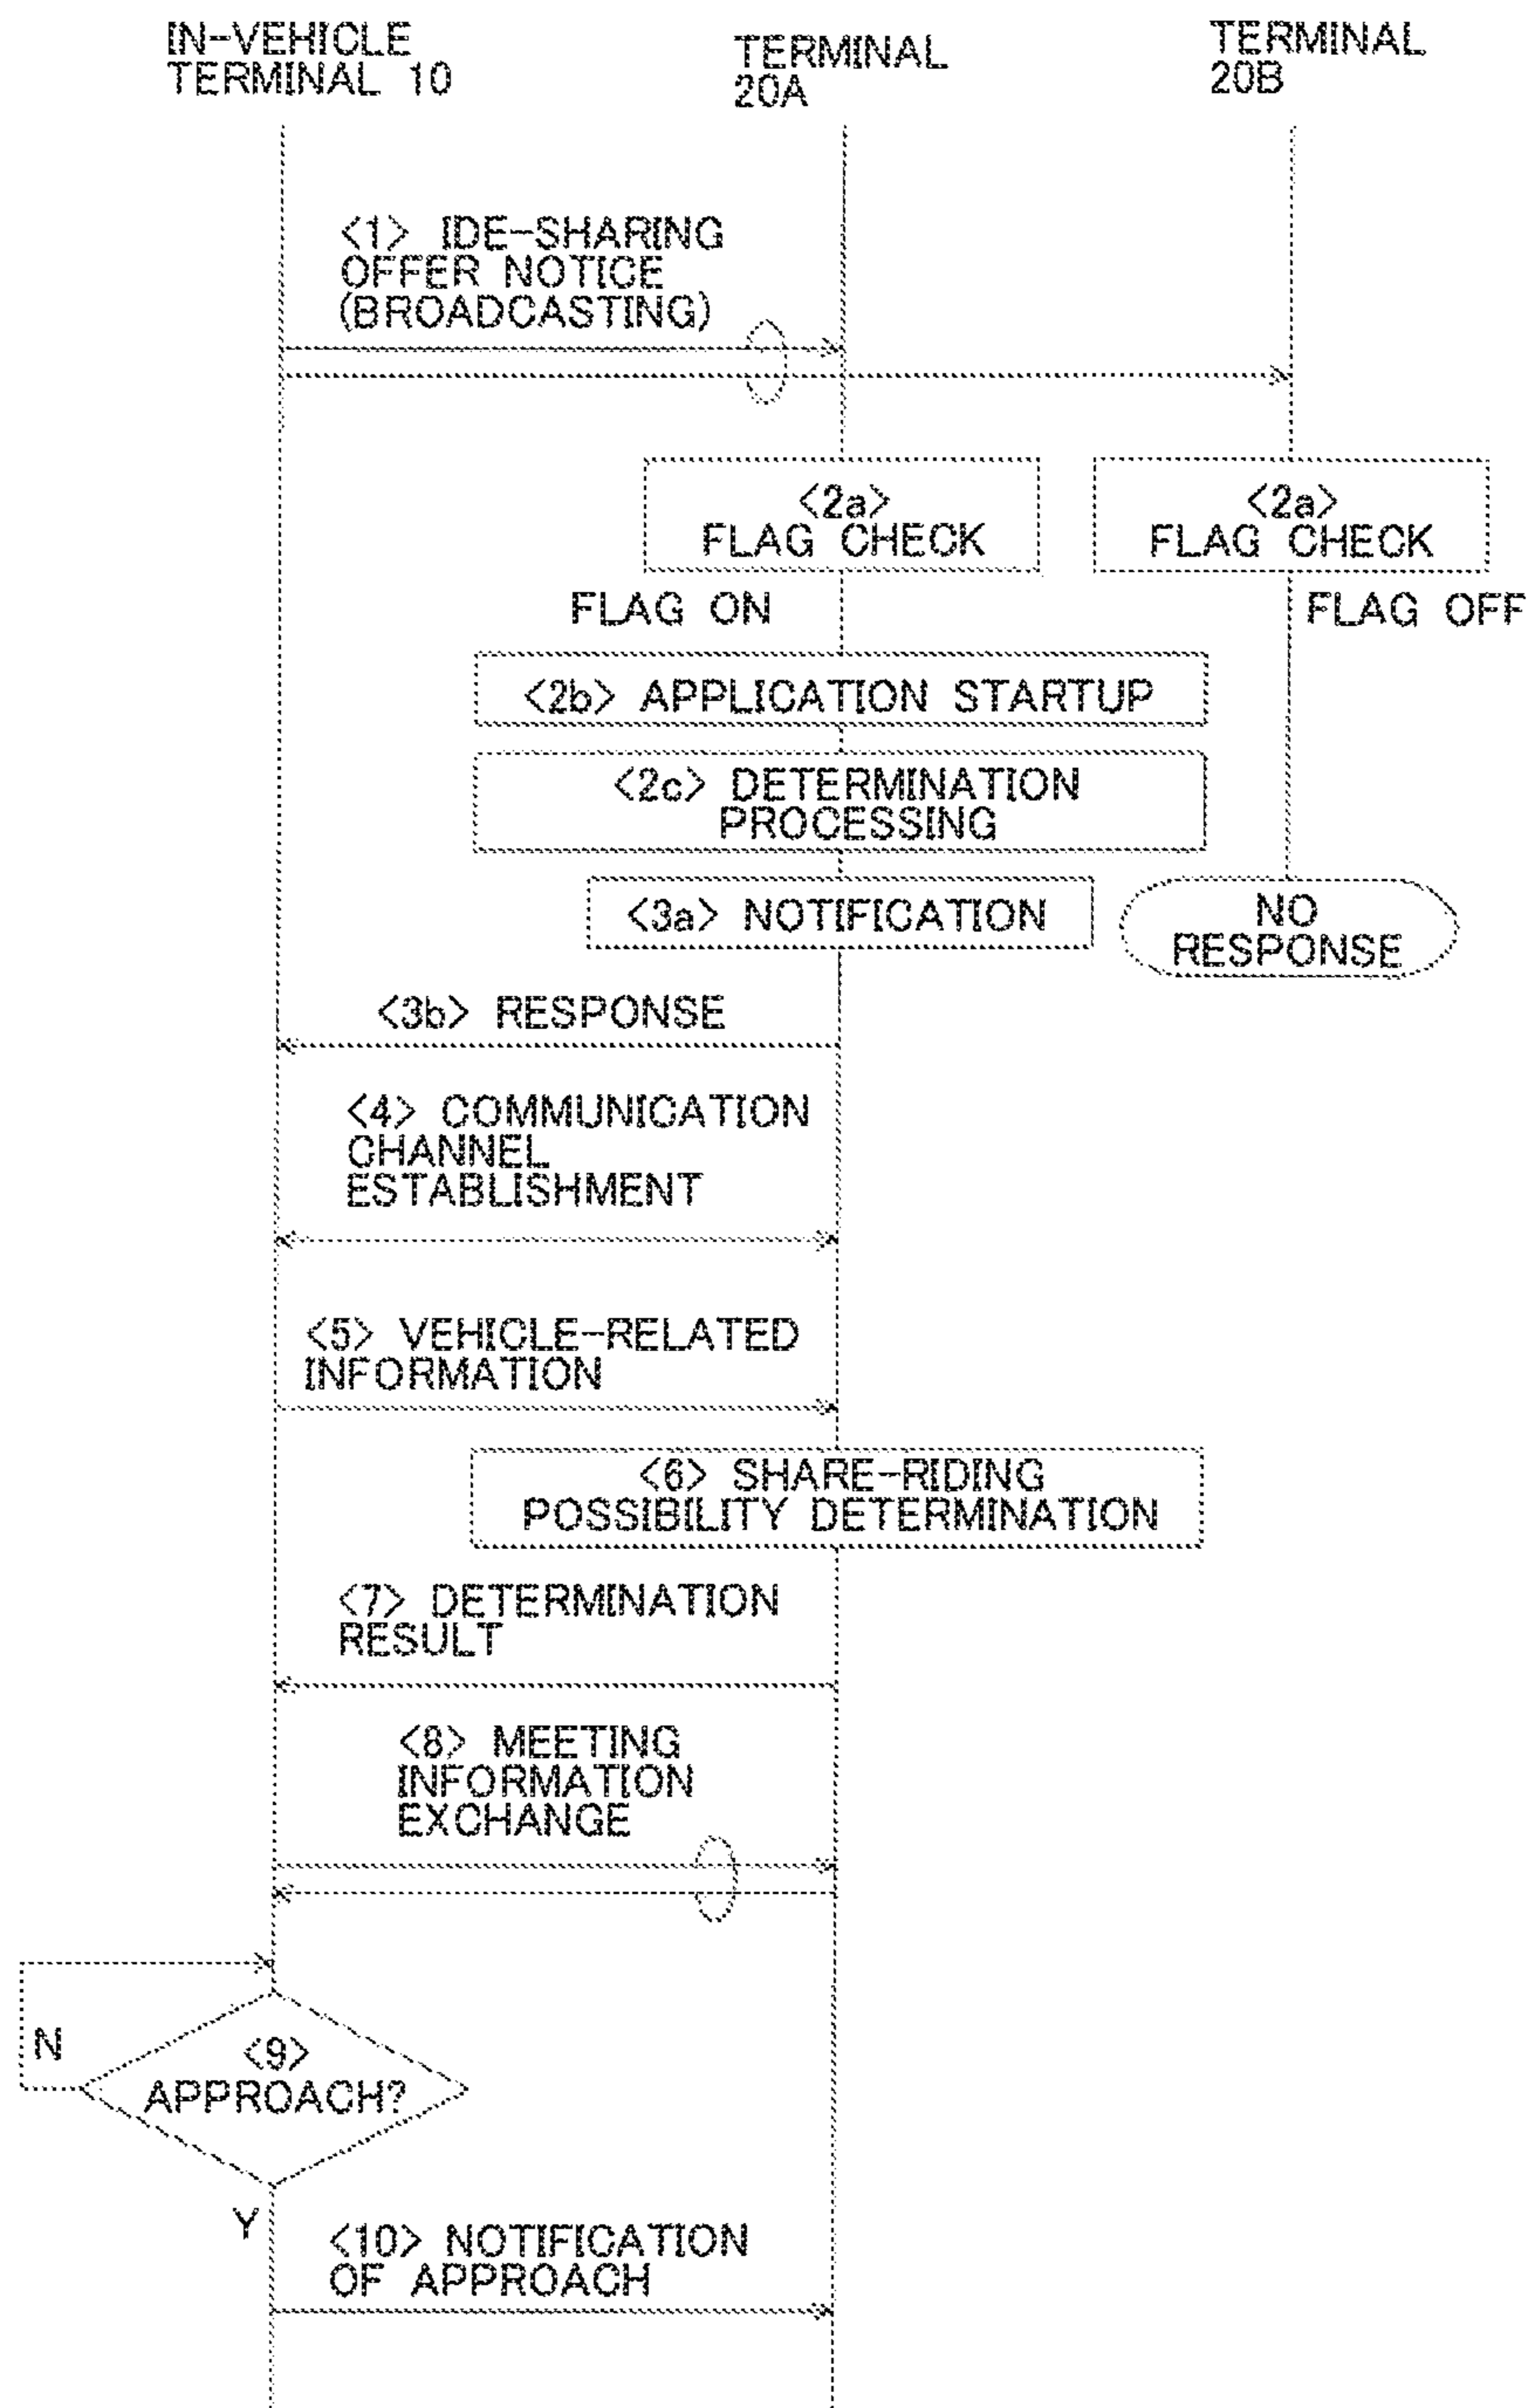 IN-VEHICLE
TERMINAL 10
TERMINAL
20A
TERMINAL
20B
<1> IDE-SHARING
OFFER NOTICE
(BROADCASTING)
<2a>
FLAG CHECK
<2a>
FLAG CHECK
FLAG ON
FLAG OFF
<2b> APPLICATION STARTUP
<2c> DETERMINATION
PROCESSING
<3a> NOTIFICATION
NO
RESPONSE
<3b> RESPONSE
<4> COMMUNICATION
CHANNEL
ESTABLISHMENT
<5> VEHICLE-RELATED
INFORMATION
<6> SHARE-RIDING
POSSIBILITY DETERMINATION
<7> DETERMINATION
RESULT
<8> MEETING
INFORMATION
EXCHANGE
N
<9>
APPROACH?
Y
<10> NOTIFICATION
OF APPROACH